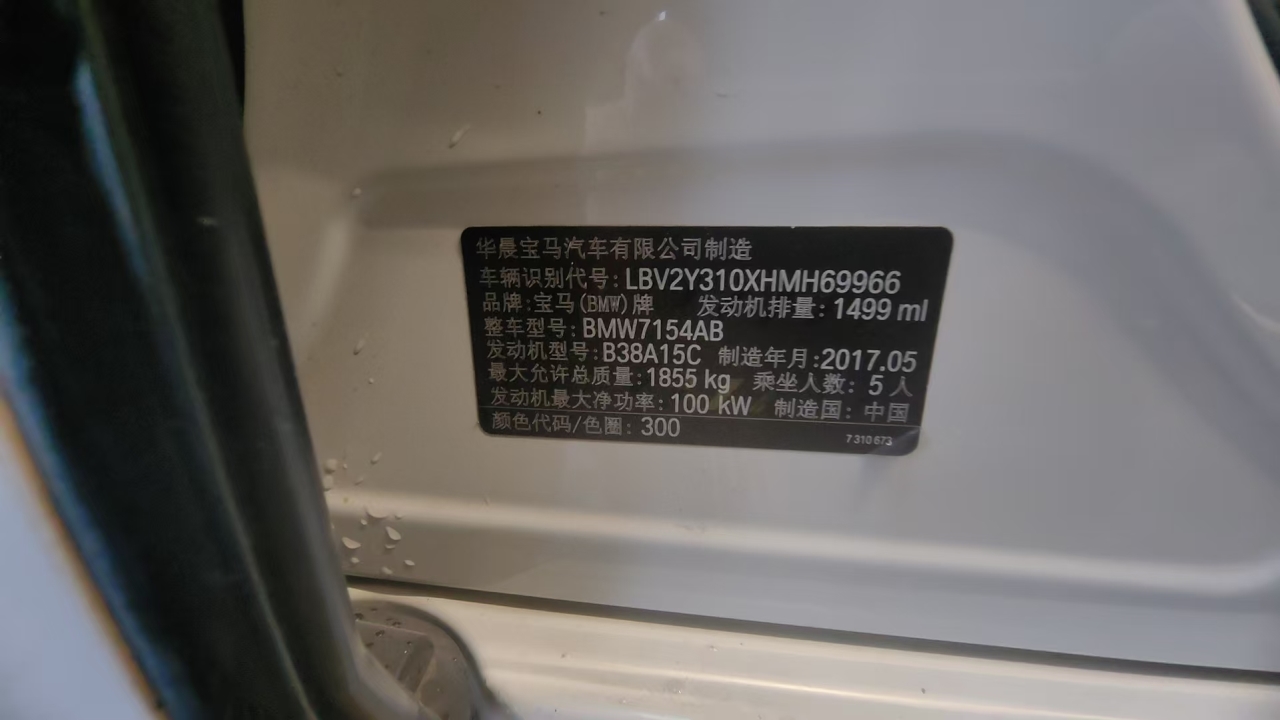 华晨宝马汽车有限公司制造
车辆识别代号: LBV2Y310XHMH69966
品牌:宝马(BMW)牌 发动机排量: 1499 ml
整车型号: BMW7154AB
发动机型号: B38A15C 制造年月:2017.05
最大允许总质量: 1855 kg 乘坐人数: 5 人
发动机最大净功率: 100 kW 制造国: 中国
颜色代码/色圈: 300 7 310 673